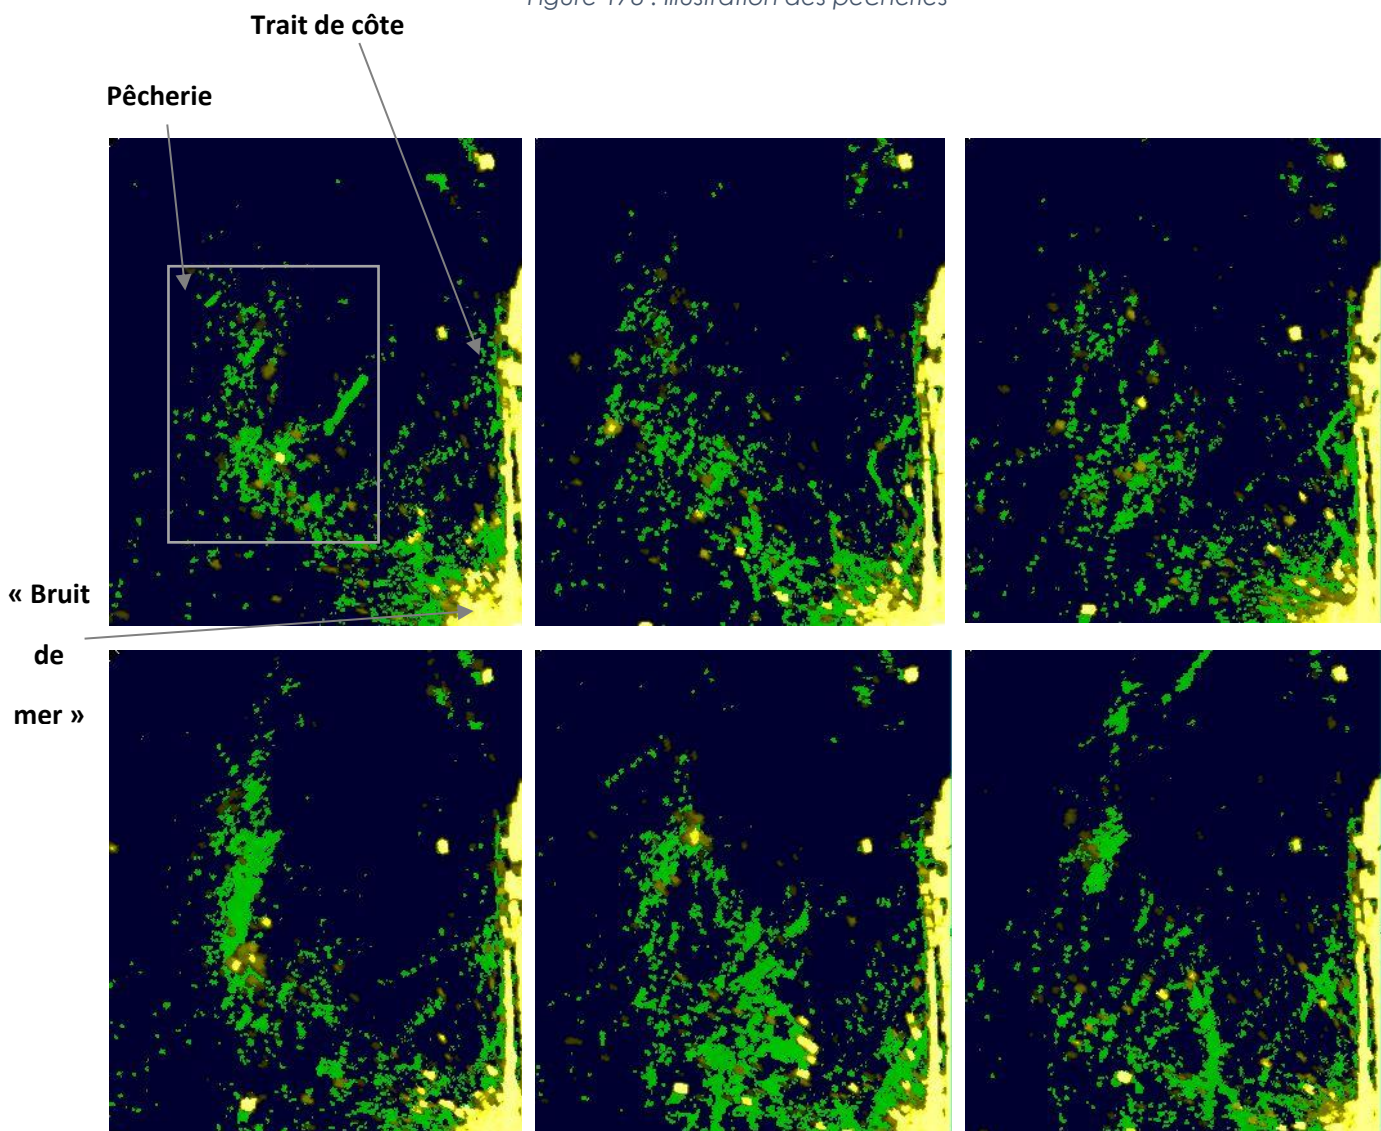 Trait de côte
Pêcherie
« Bruit
de
mer »